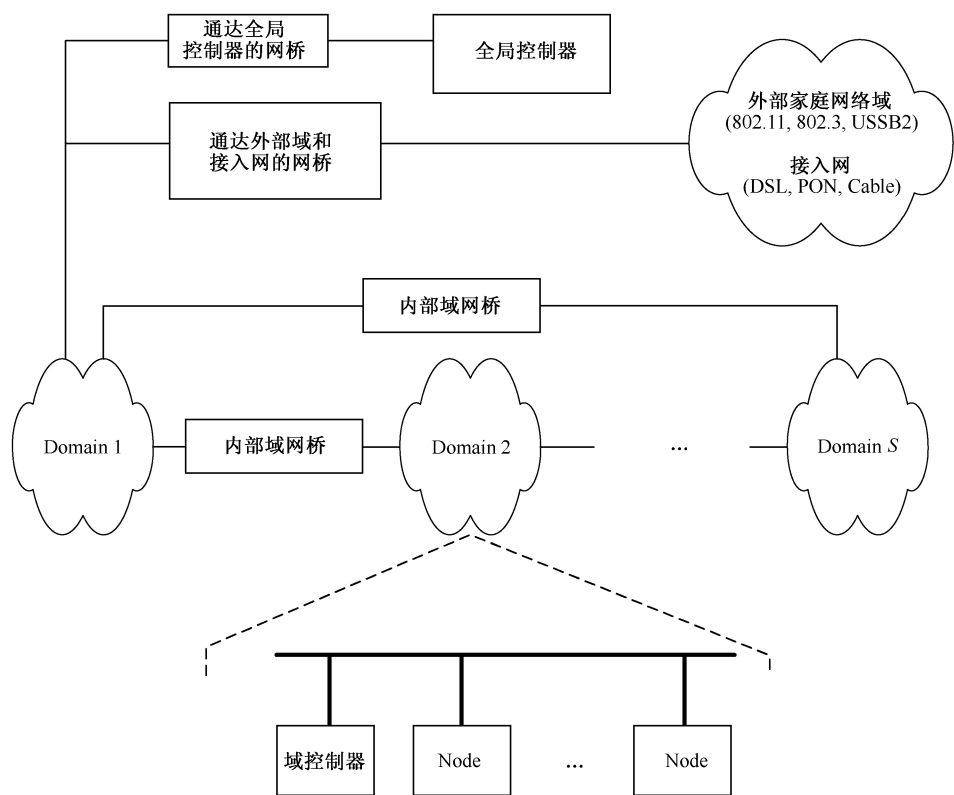 通达全局
控制器的网桥
全局控制器
通达外部域和
接入网的网桥
外部家庭网络域
(802.11, 802.3, USSB2)
接入网
(DSL, PON, Cable)
内部域网桥
Domain 1
内部域网桥
Domain 2
...
Domain S
域控制器
Node
...
Node